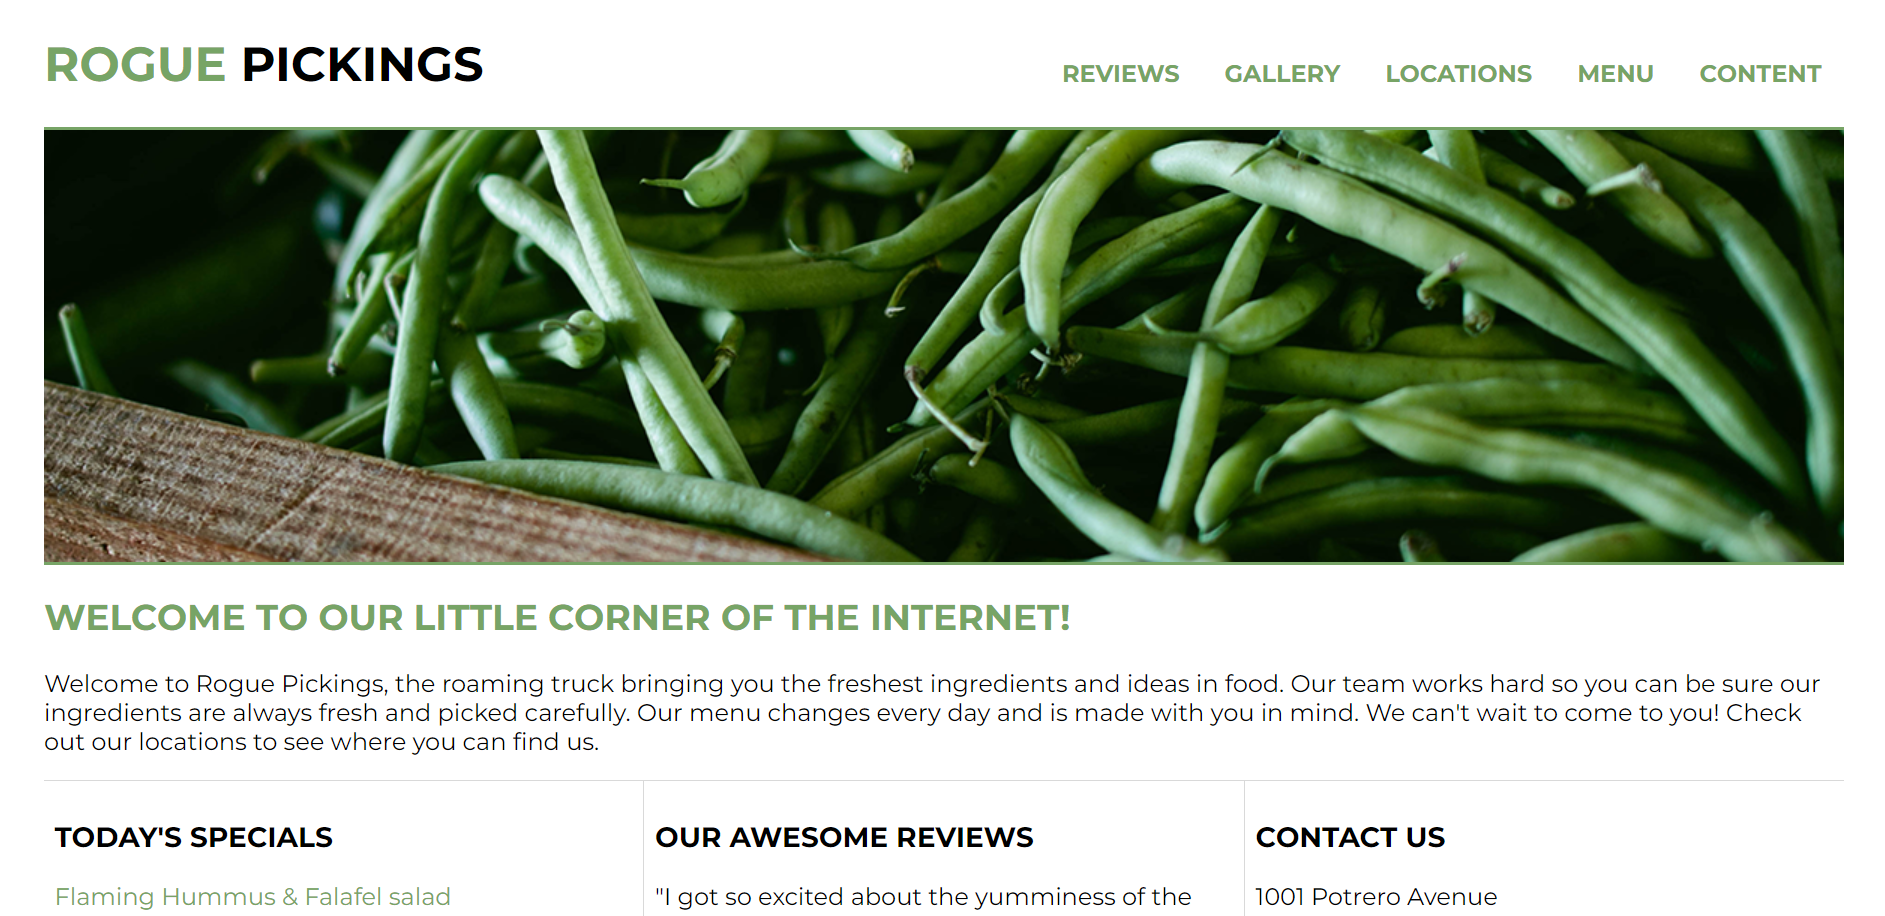 ROGUE PICKINGS
REVIEWS GALLERY LOCATIONS MENU CONTENT
WELCOME TO OUR LITTLE CORNER OF THE INTERNET!
Welcome to Rogue Pickings, the roaming truck bringing you the freshest ingredients and ideas in food. Our team works hard so you can be sure our
ingredients are always fresh and picked carefully. Our menu changes every day and is made with you in mind. We can't wait to come to you! Check
out our locations to see where you can find us.
TODAY'S SPECIALS
Flaming Hummus & Falafel salad
OUR AWESOME REVIEWS
"I got so excited about the yumminess of the
CONTACT US
1001 Potrero Avenue